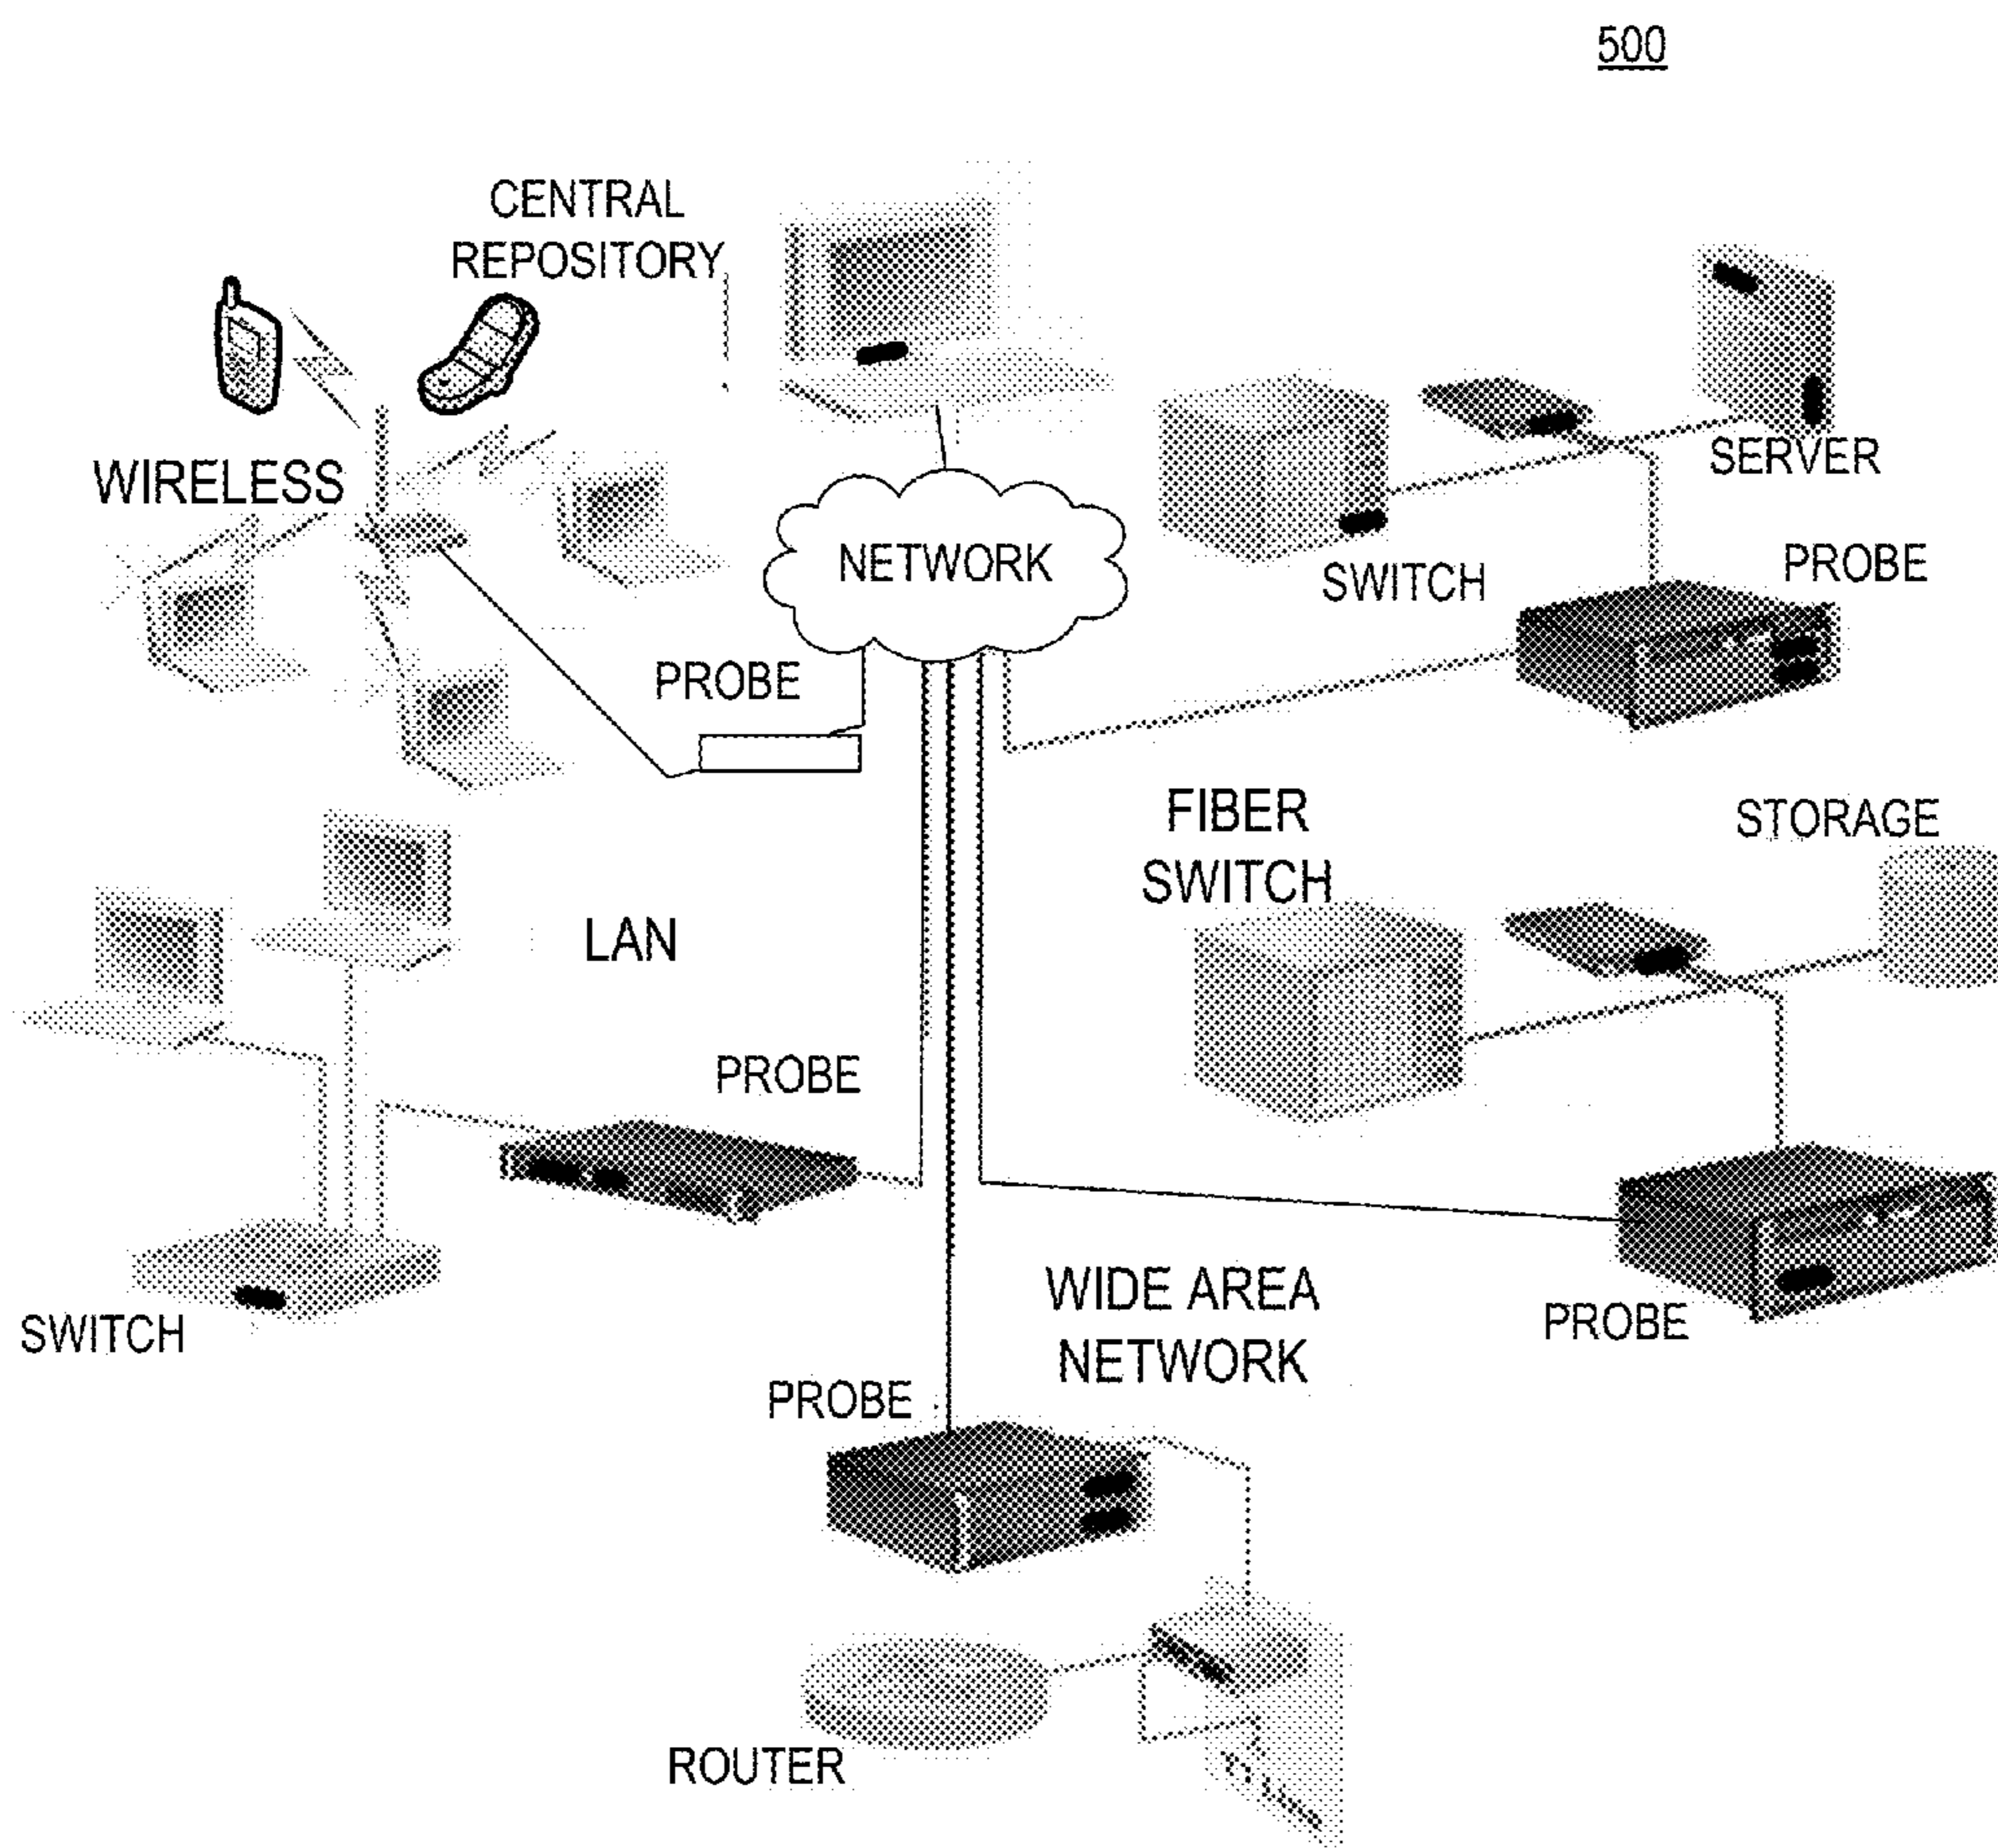 500
CENTRAL
REPOSITORY
WIRELESS
SERVER
NETWORK
PROBE
SWITCH
PROBE
FIBER
SWITCH
STORAGE
LAN
PROBE
WIDE AREA
NETWORK
PROBE
SWITCH
PROBE
ROUTER